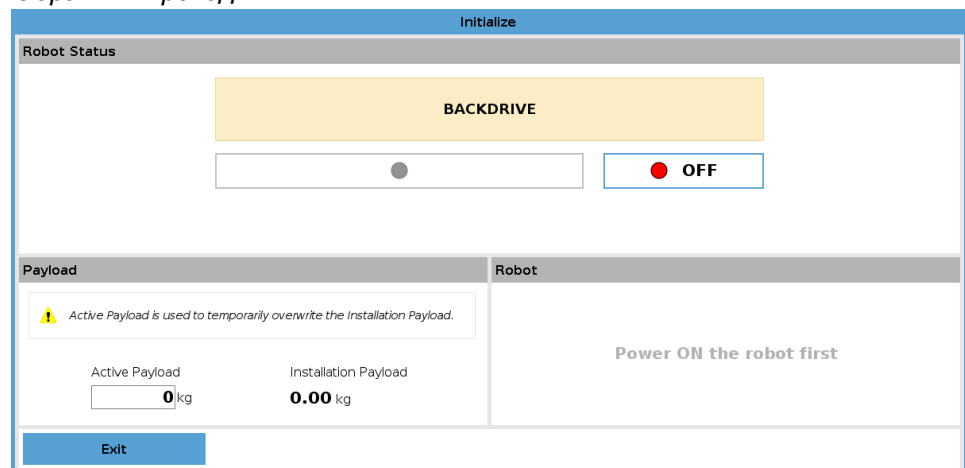 Initialize
Robot Status
BACKDRIVE
OFF
Payload
Robot
Active Payload is used to temporarily overwrite the Installation Payload.
Power ON the robot first
Active Payload
Installation Payload
0 kg
0.00 kg
Exit